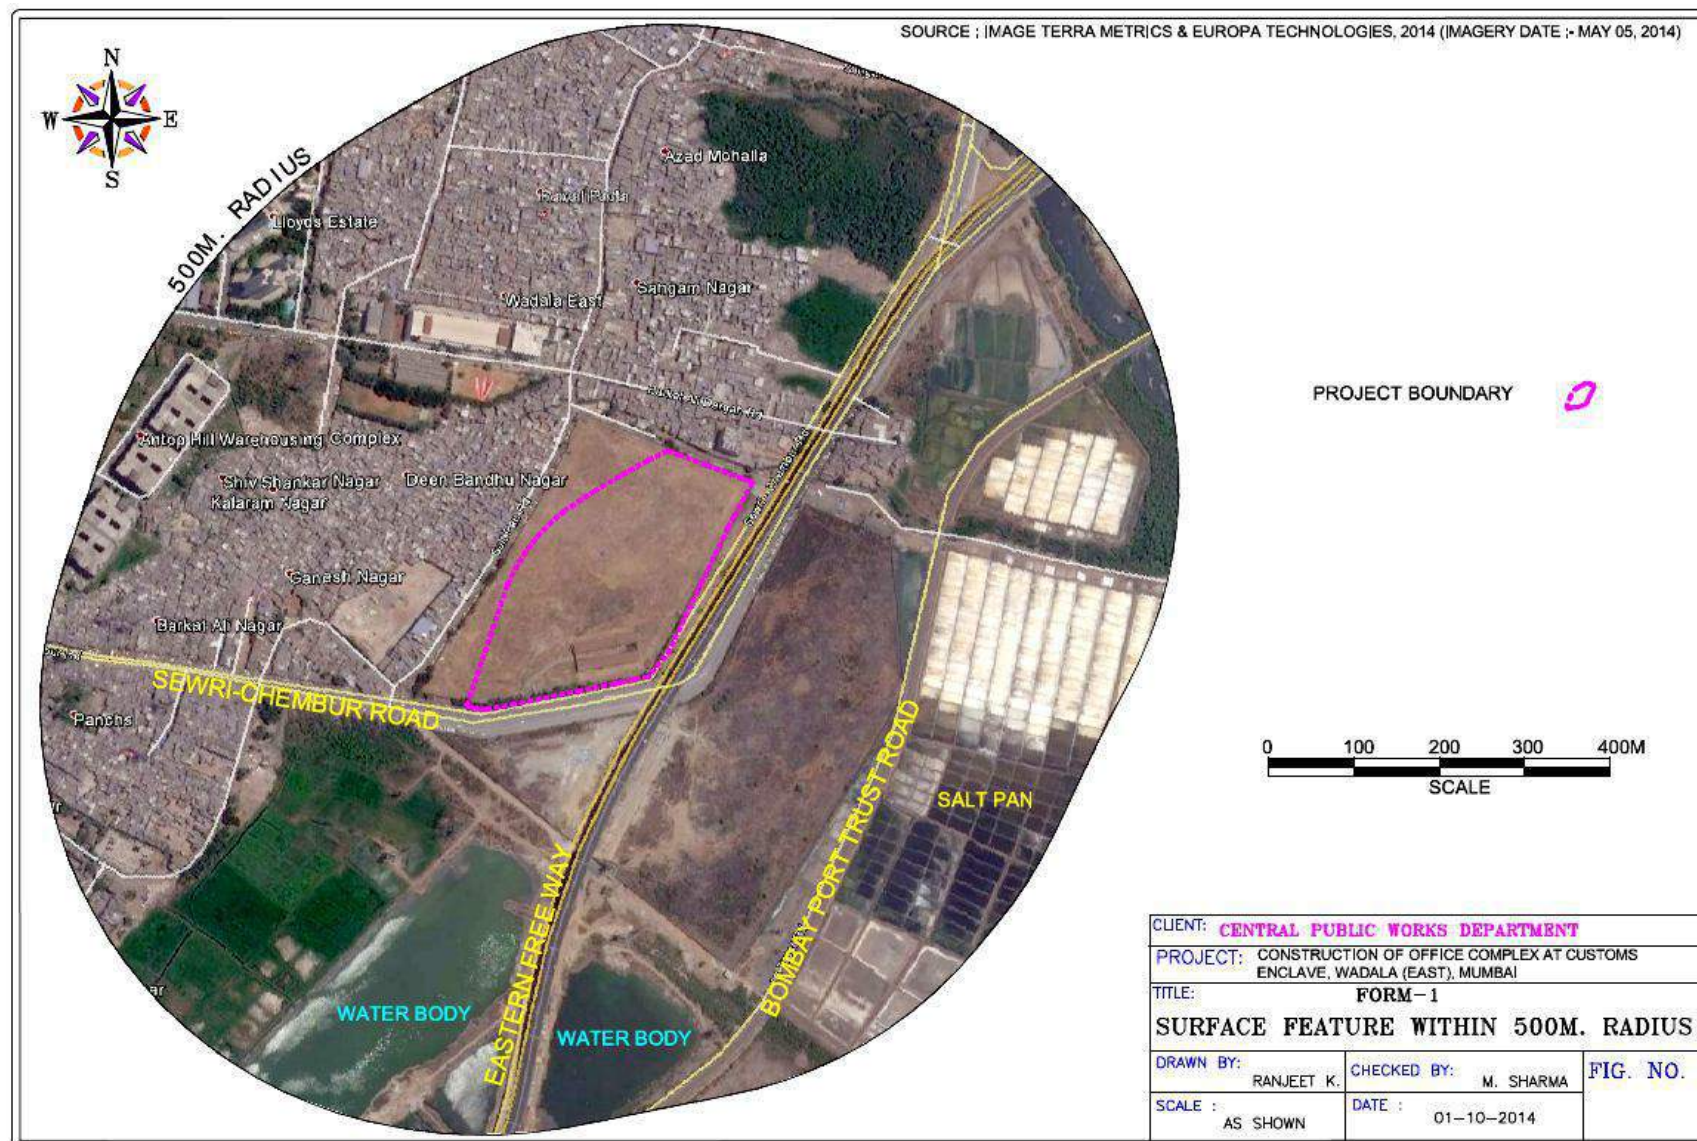 SOURCE ; IMAGE TERRA METRICS & EUROPA TECHNOLOGIES, 2014 (IMAGERY DATE ;- MAY 05, 2014)
N
W E
S
500M. RADIUS
Azad Mohalla
Lloyds Estate
Sangam Nagar
Wadala East
PROJECT BOUNDARY
Antop Hill Warehousing Complex
Shiv Shankar Nagar
Deen Bandhu Nagar
Kalaram Nagar
Ganesh Nagar
Barkat Ali Nagar
SEWRI-CHEMBUR ROAD
Panchs
0 100 200 300 400M
SCALE
SALT PAN
BOMBAY PORT TRUST ROAD
EASTERN FREE WAY
ar
WATER BODY
WATER BODY
CLIENT: CENTRAL PUBLIC WORKS DEPARTMENT
PROJECT: CONSTRUCTION OF OFFICE COMPLEX AT CUSTOMS
ENCLAVE, WADALA (EAST), MUMBAI
TITLE: FORM-1
SURFACE FEATURE WITHIN 500M. RADIUS
DRAWN BY: RANJEET K.
CHECKED BY: M. SHARMA
FIG. NO.
SCALE : AS SHOWN
DATE : 01-10-2014